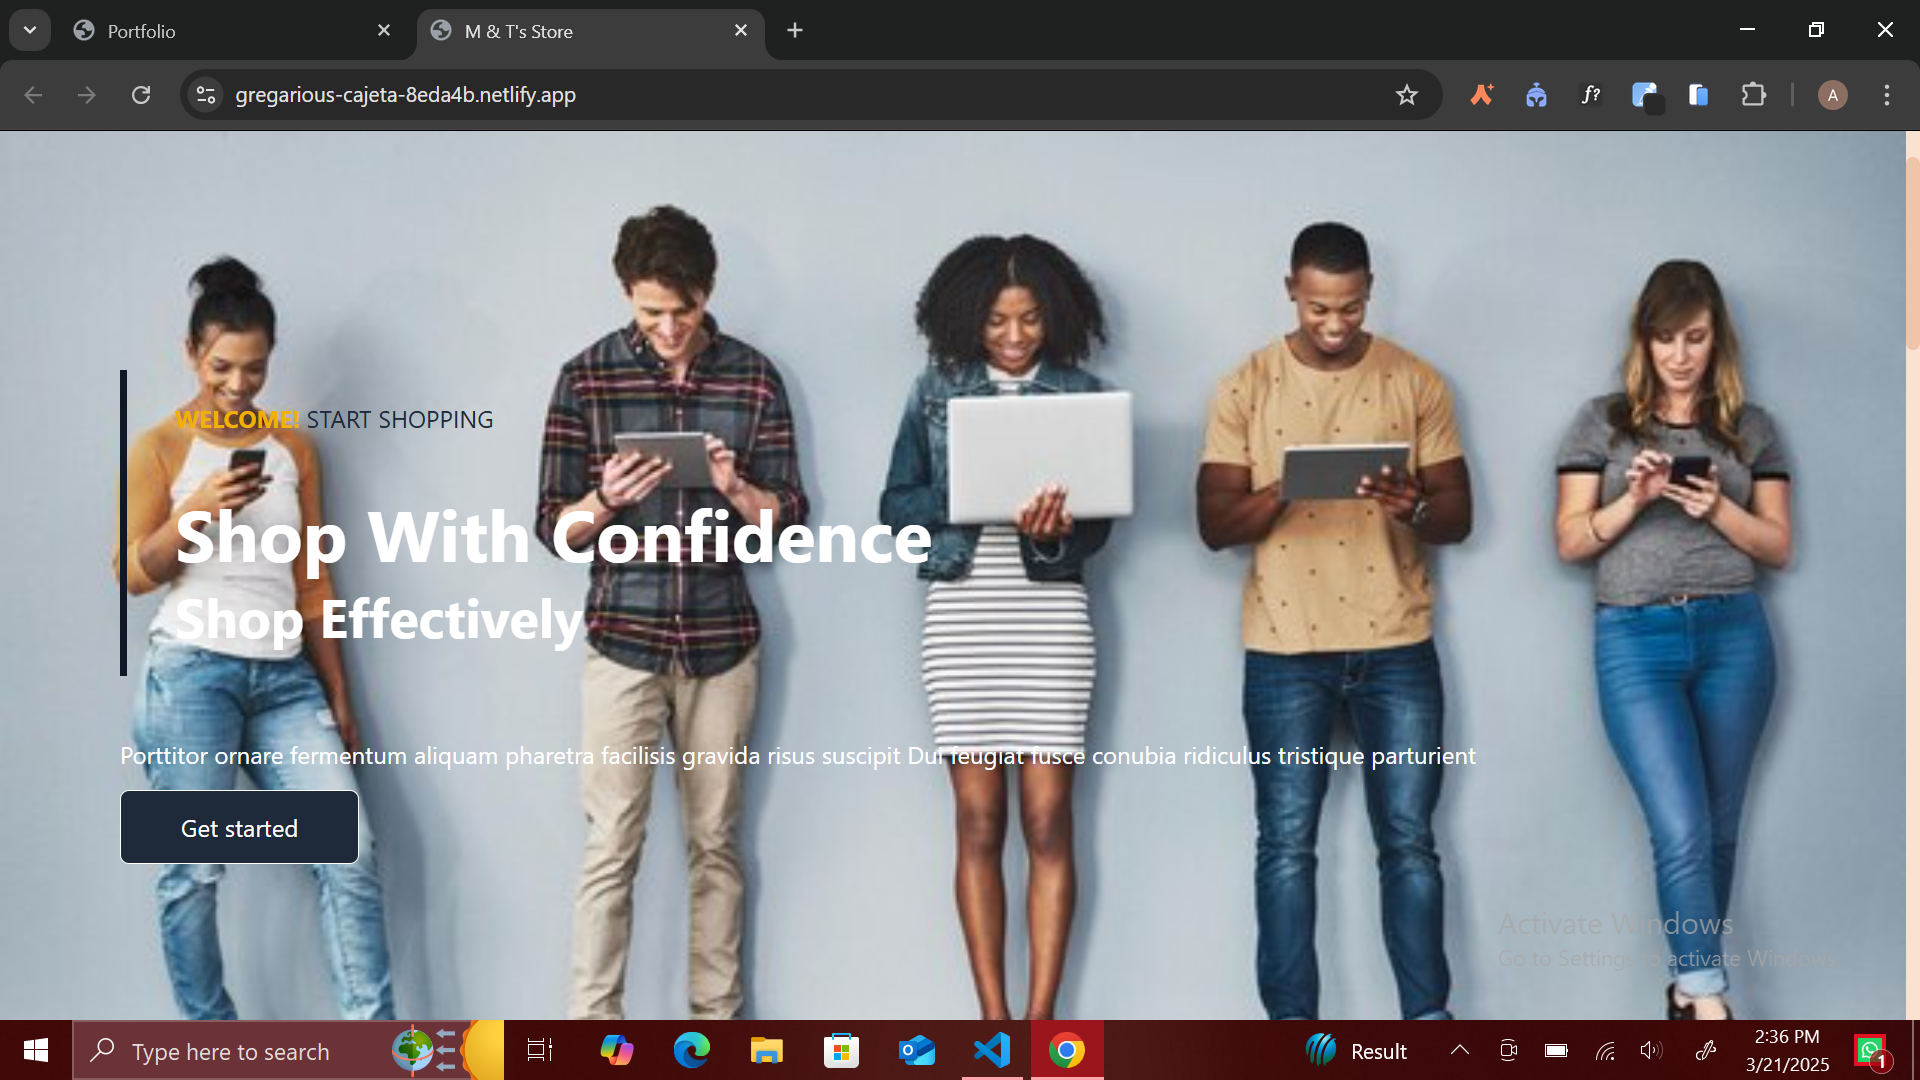 Portfolio
M & T's Store
gregarious-cajeta-8eda4b.netlify.app
f?
A
WELCOME! START SHOPPING
Shop With Confidence
Shop Effectively
Porttitor ornare fermentum aliquam pharetra facilisis gravida risus suscipit Dui feugiat fusce conubia ridiculus tristique parturient
Get started
Activate Windows
Go to Settings to activate Windows.
Type here to search
Result
2:36 PM
3/21/2025
1